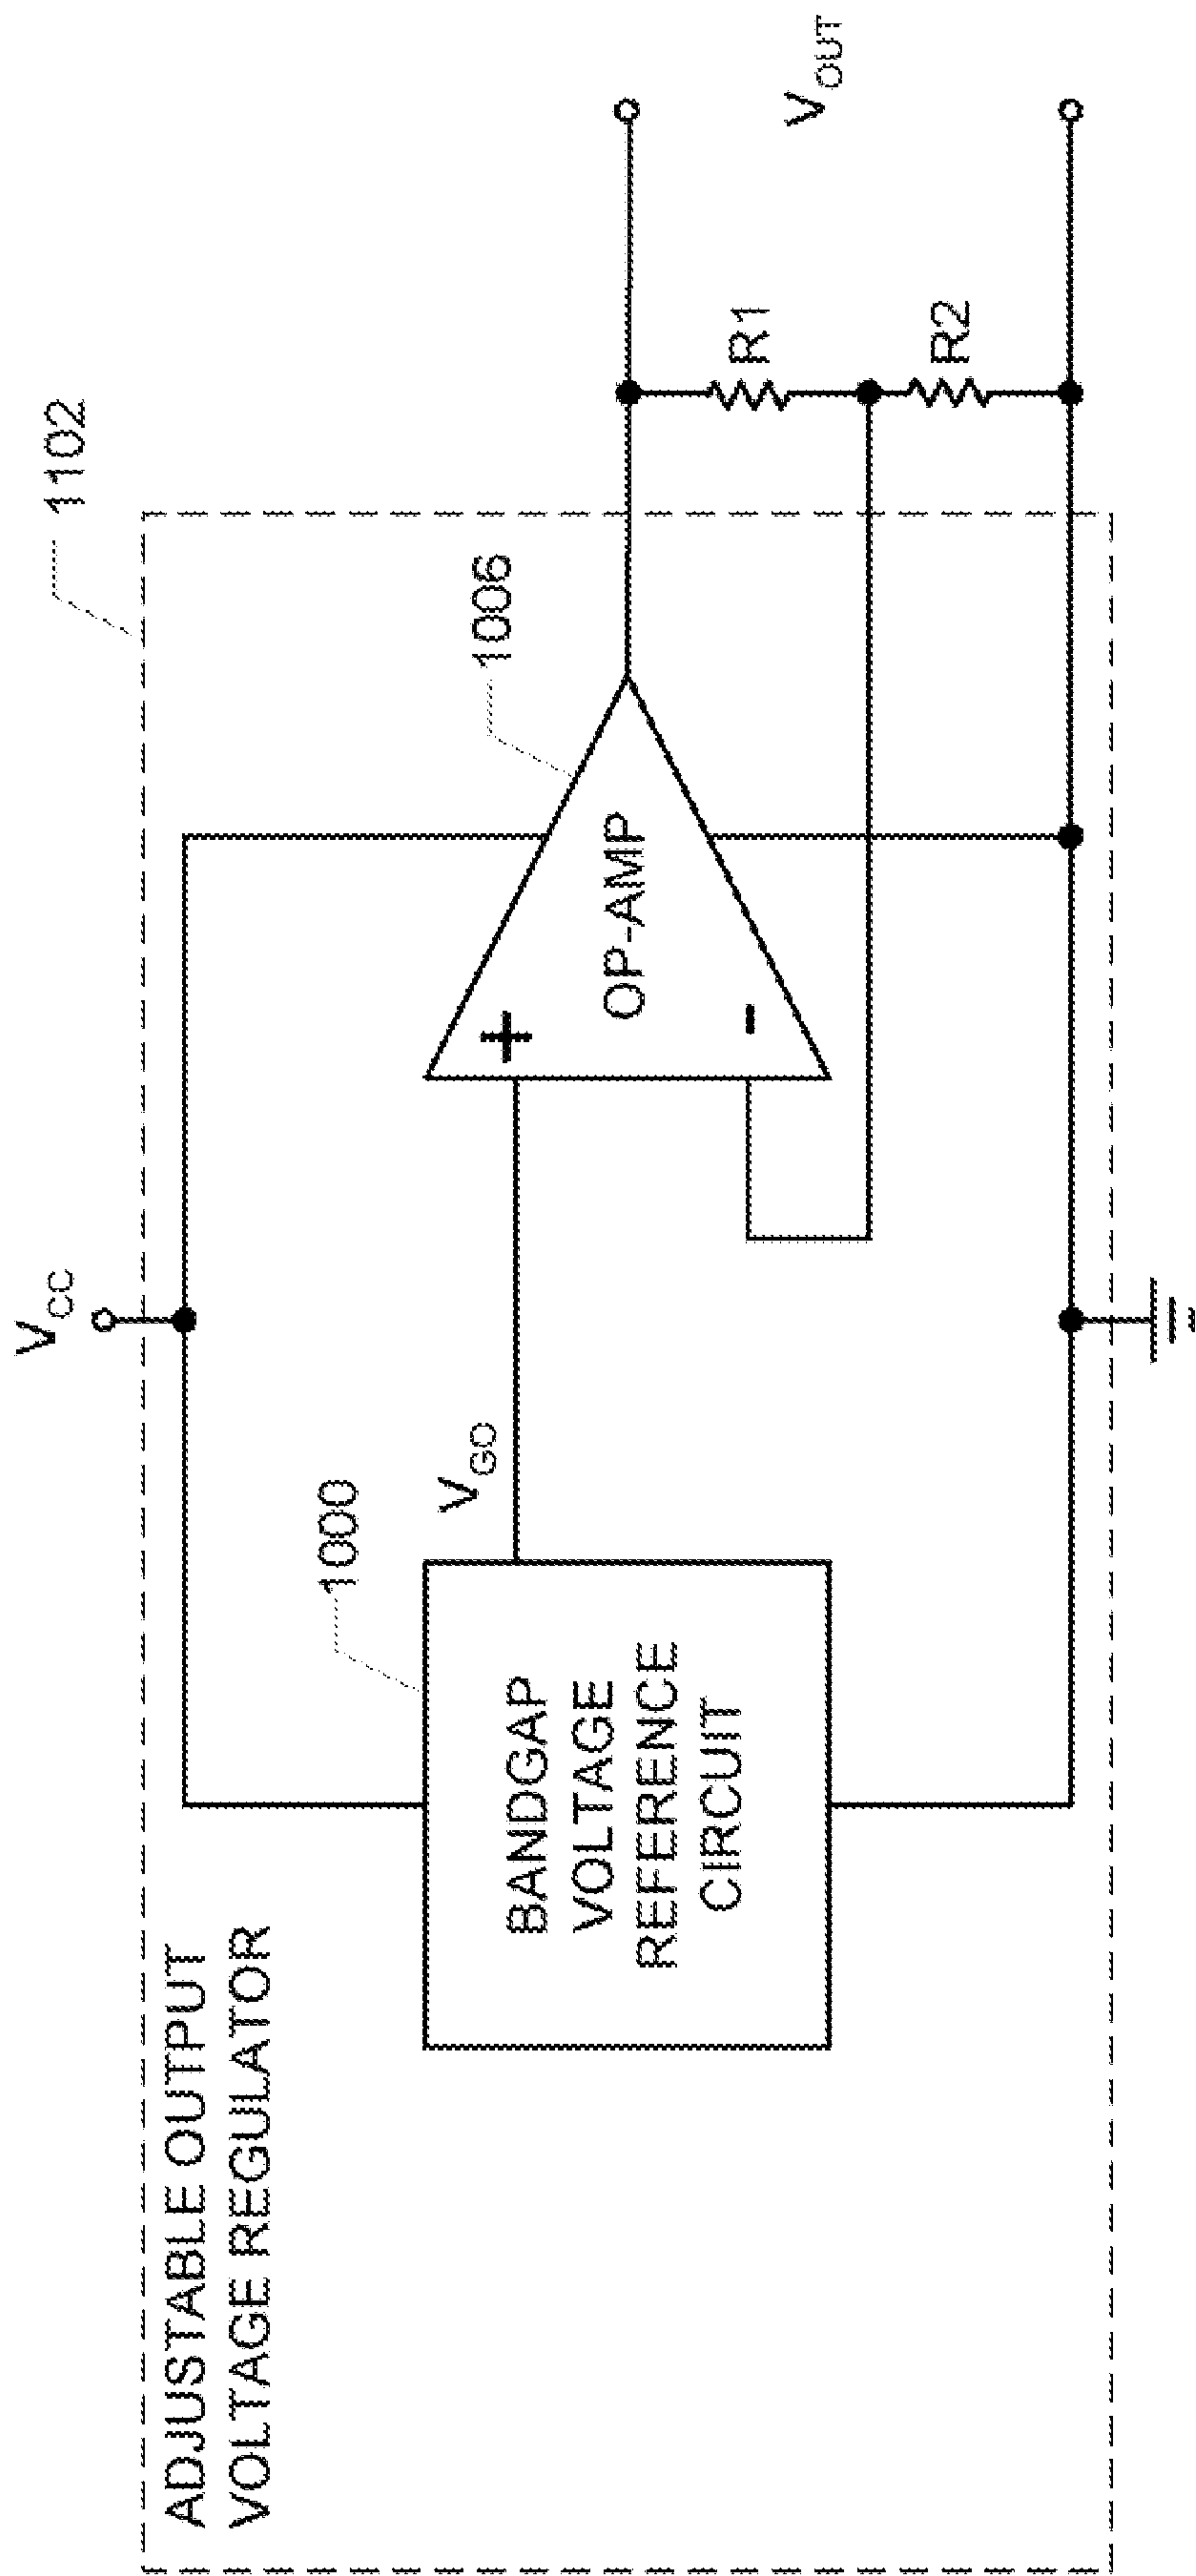 ADJUSTABLE OUTPUT
VOLTAGE REGULATOR
1102
V_CC
1000
BANDGAP
VOLTAGE
REFERENCE
CIRCUIT
V_GO
1006
+
OP-AMP
-
R1
R2
V_OUT